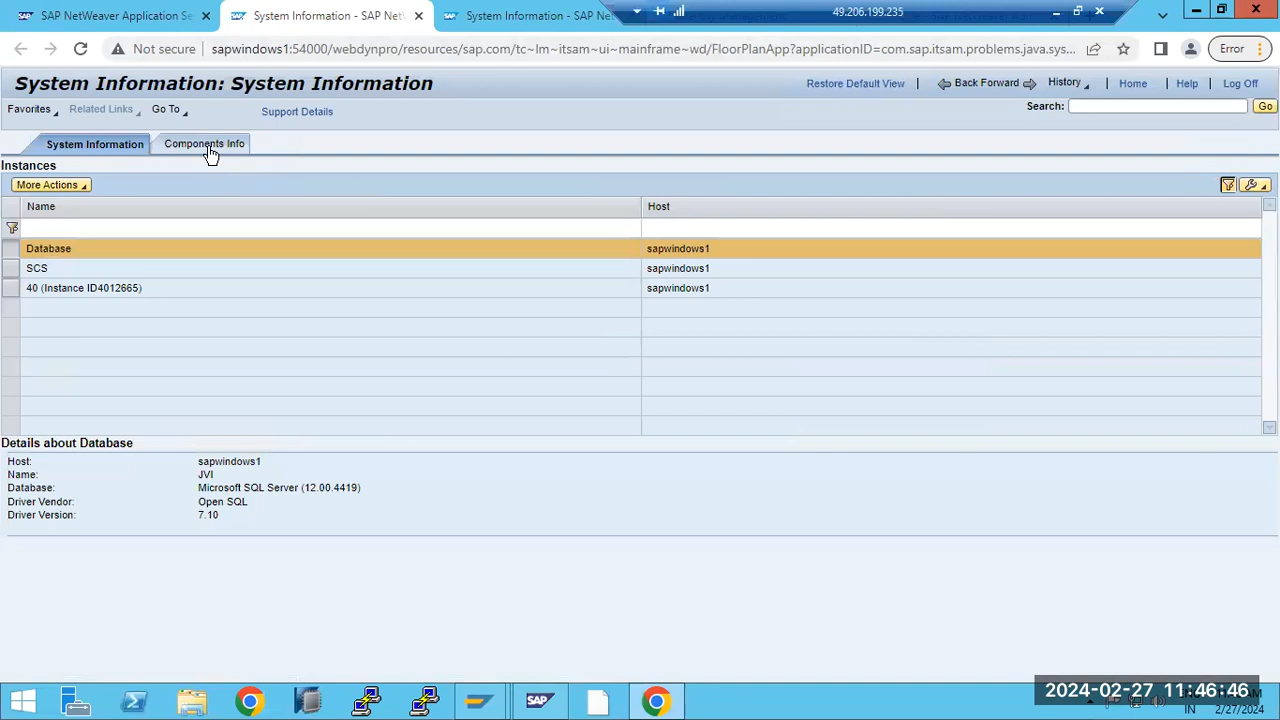 SAP NetWeaver Application Se
System Information - SAP Net
System Information - SAP Net
49.206.199.235
Not secure
sapwindows1:54000/webdynpro/resources/sap.com/tc~lm~itsam~ui~mainframe~wd/FloorPlanApp?applicationID=com.sap.itsam.problems.java.sys...
Error
System Information: System Information
Restore Default View
Back Forward
History
Home
Help
Log Off
Favorites
Related Links
Go To
Support Details
Search:
Go
System Information
Components Info
Instances
More Actions
Name
Host
Database
sapwindows1
SCS
sapwindows1
40 (Instance ID4012665)
sapwindows1
Details about Database
Host: sapwindows1
Name: JVI
Database: Microsoft SQL Server (12.00.4419)
Driver Vendor: Open SQL
Driver Version: 7.10
2024-02-27 11:46:46
IN
2/27/2024